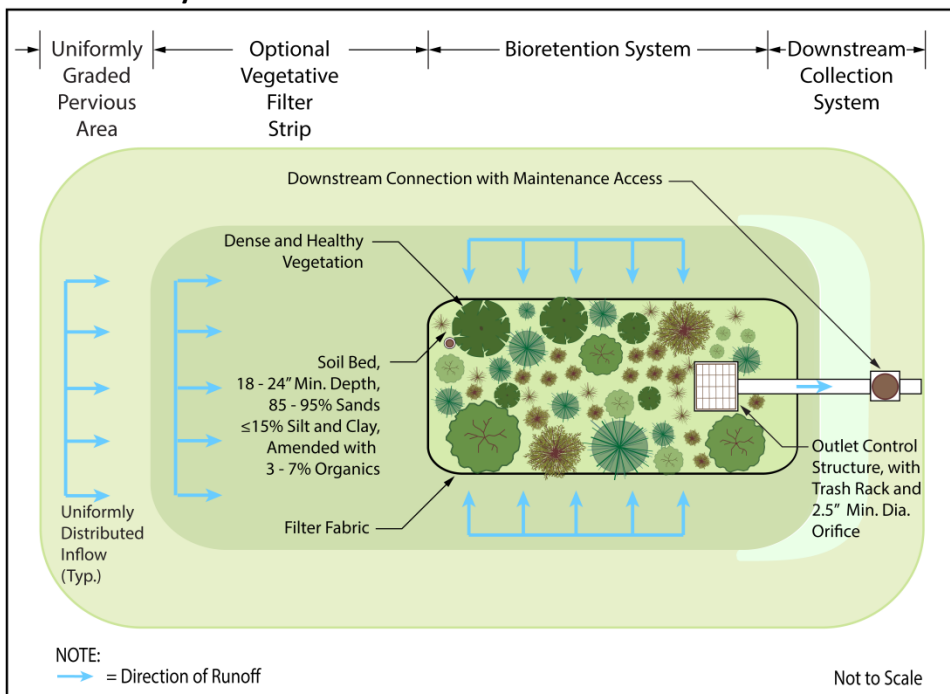 Uniformly
Graded
Pervious
Area
Optional
Vegetative
Filter
Strip
Bioretention System
Downstream
Collection
System
Downstream Connection with Maintenance Access
Dense and Healthy
Vegetation
Soil Bed,
18 - 24” Min. Depth,
85 - 95% Sands
≤15% Silt and Clay,
Amended with
3 - 7% Organics
Filter Fabric
Outlet Control
Structure, with
Trash Rack and
2.5” Min. Dia.
Orifice
Uniformly
Distributed
Inflow
(Typ.)
NOTE:
= Direction of Runoff
Not to Scale